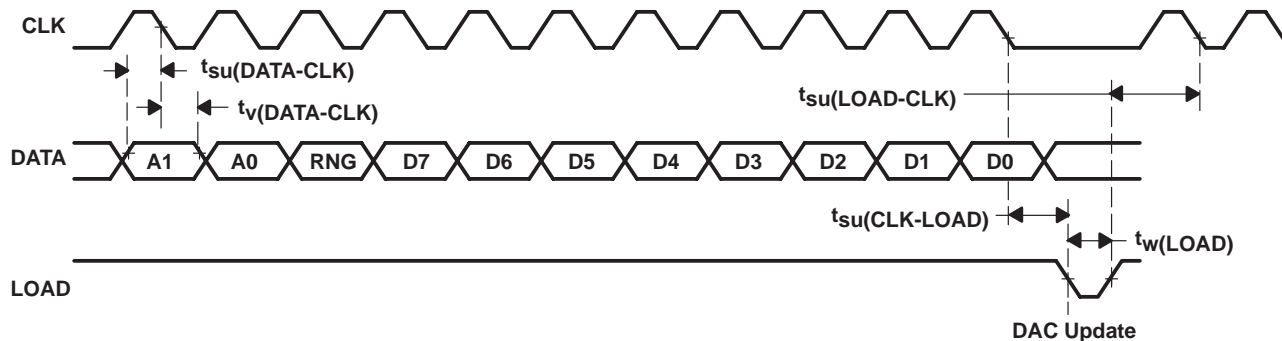 CLK
tsu(DATA-CLK)
tv(DATA-CLK)
tsu(LOAD-CLK)
DATA A1 A0 RNG D7 D6 D5 D4 D3 D2 D1 D0
tsu(CLK-LOAD)
tw(LOAD)
LOAD
DAC Update